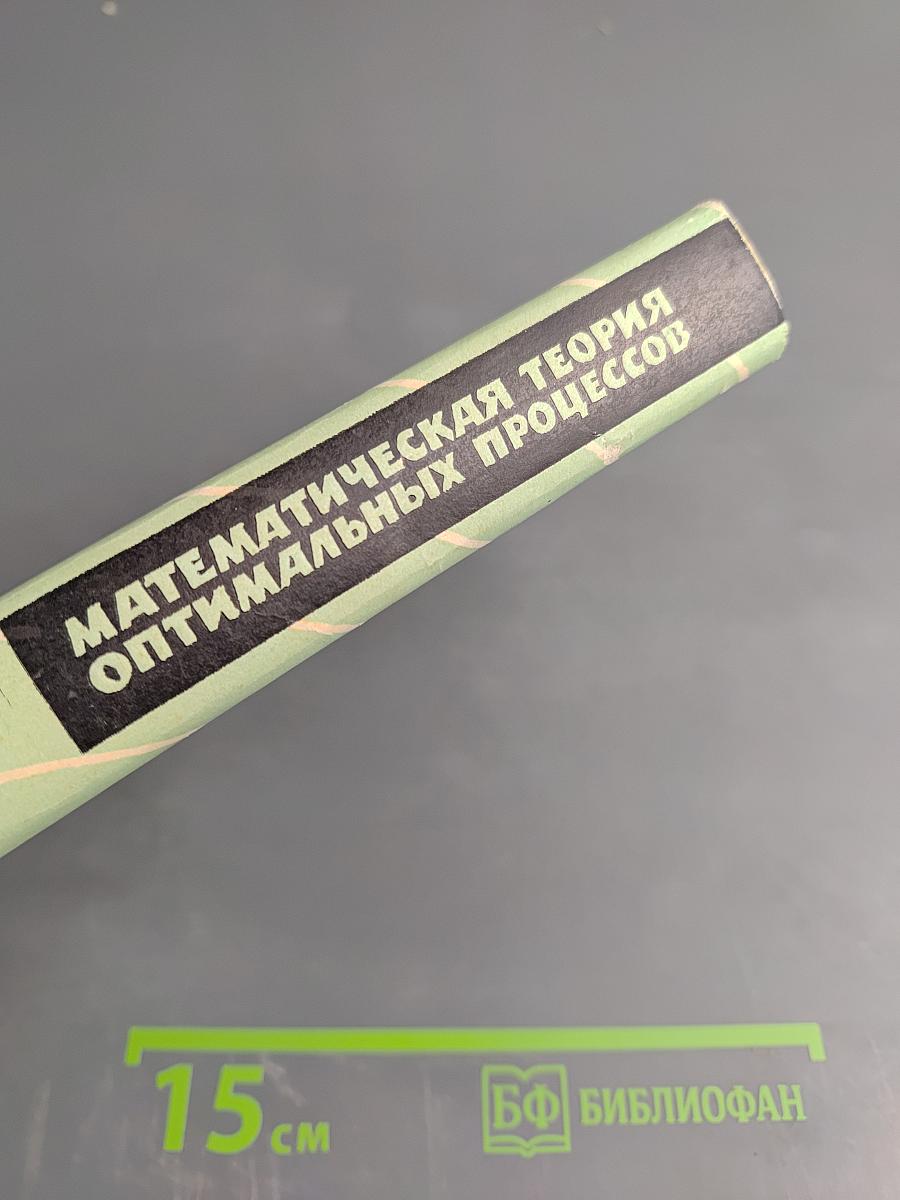 МАТЕМАТИЧЕСКАЯ ТЕОРИЯ
ОПТИМАЛЬНЫХ ПРОЦЕССОВ
15 см
БФ БИБЛИОФАН